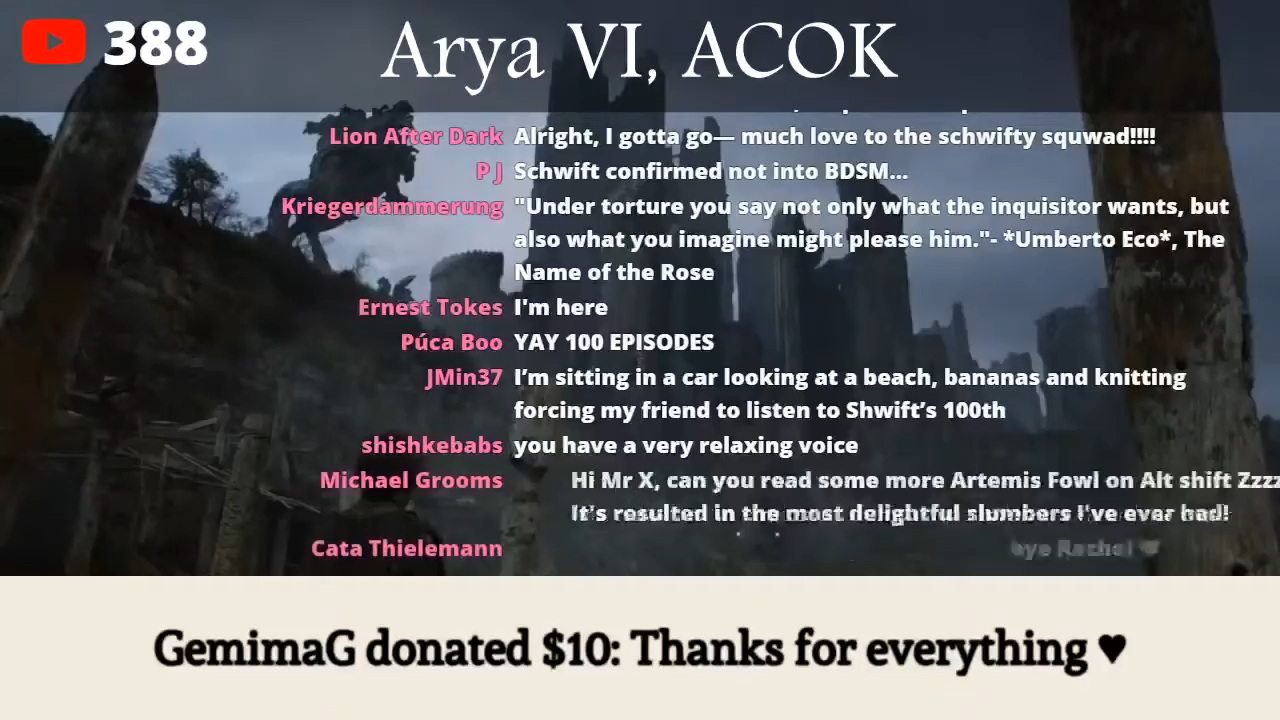 388
Arya VI, ACOK
Lion After Dark Alright, I gotta go— much love to the schwifty squwad!!!!
P J Schwift confirmed not into BDSM...
Kriegerdämmerung "Under torture you say not only what the inquisitor wants, but
also what you imagine might please him."- *Umberto Eco*, The
Name of the Rose
Ernest Tokes I'm here
Púca Boo YAY 100 EPISODES
JMin37 I’m sitting in a car looking at a beach, bananas and knitting
forcing my friend to listen to Shwift’s 100th
shishkebabs you have a very relaxing voice
Michael Grooms Hi Mr X, can you read some more Artemis Fowl on Alt shift Zzzz
It's resulted in the most delightful slumbers I've ever had!
Cata Thielemann bye Rachel
GemimaG donated $10: Thanks for everything ♥